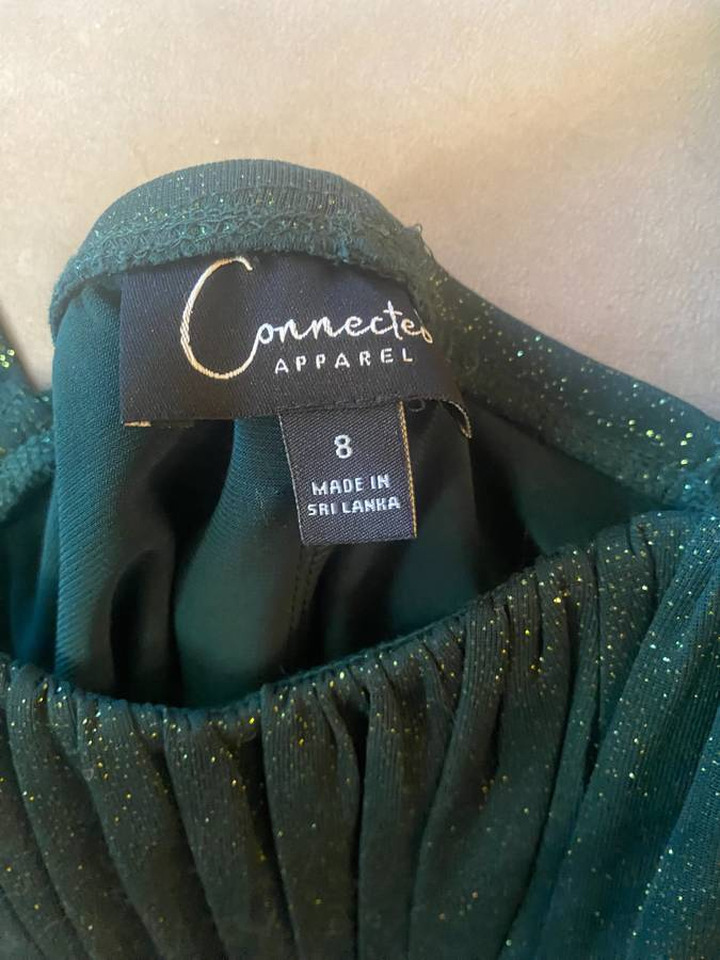 Connected
APPAREL
8
MADE IN
SRI LANKA